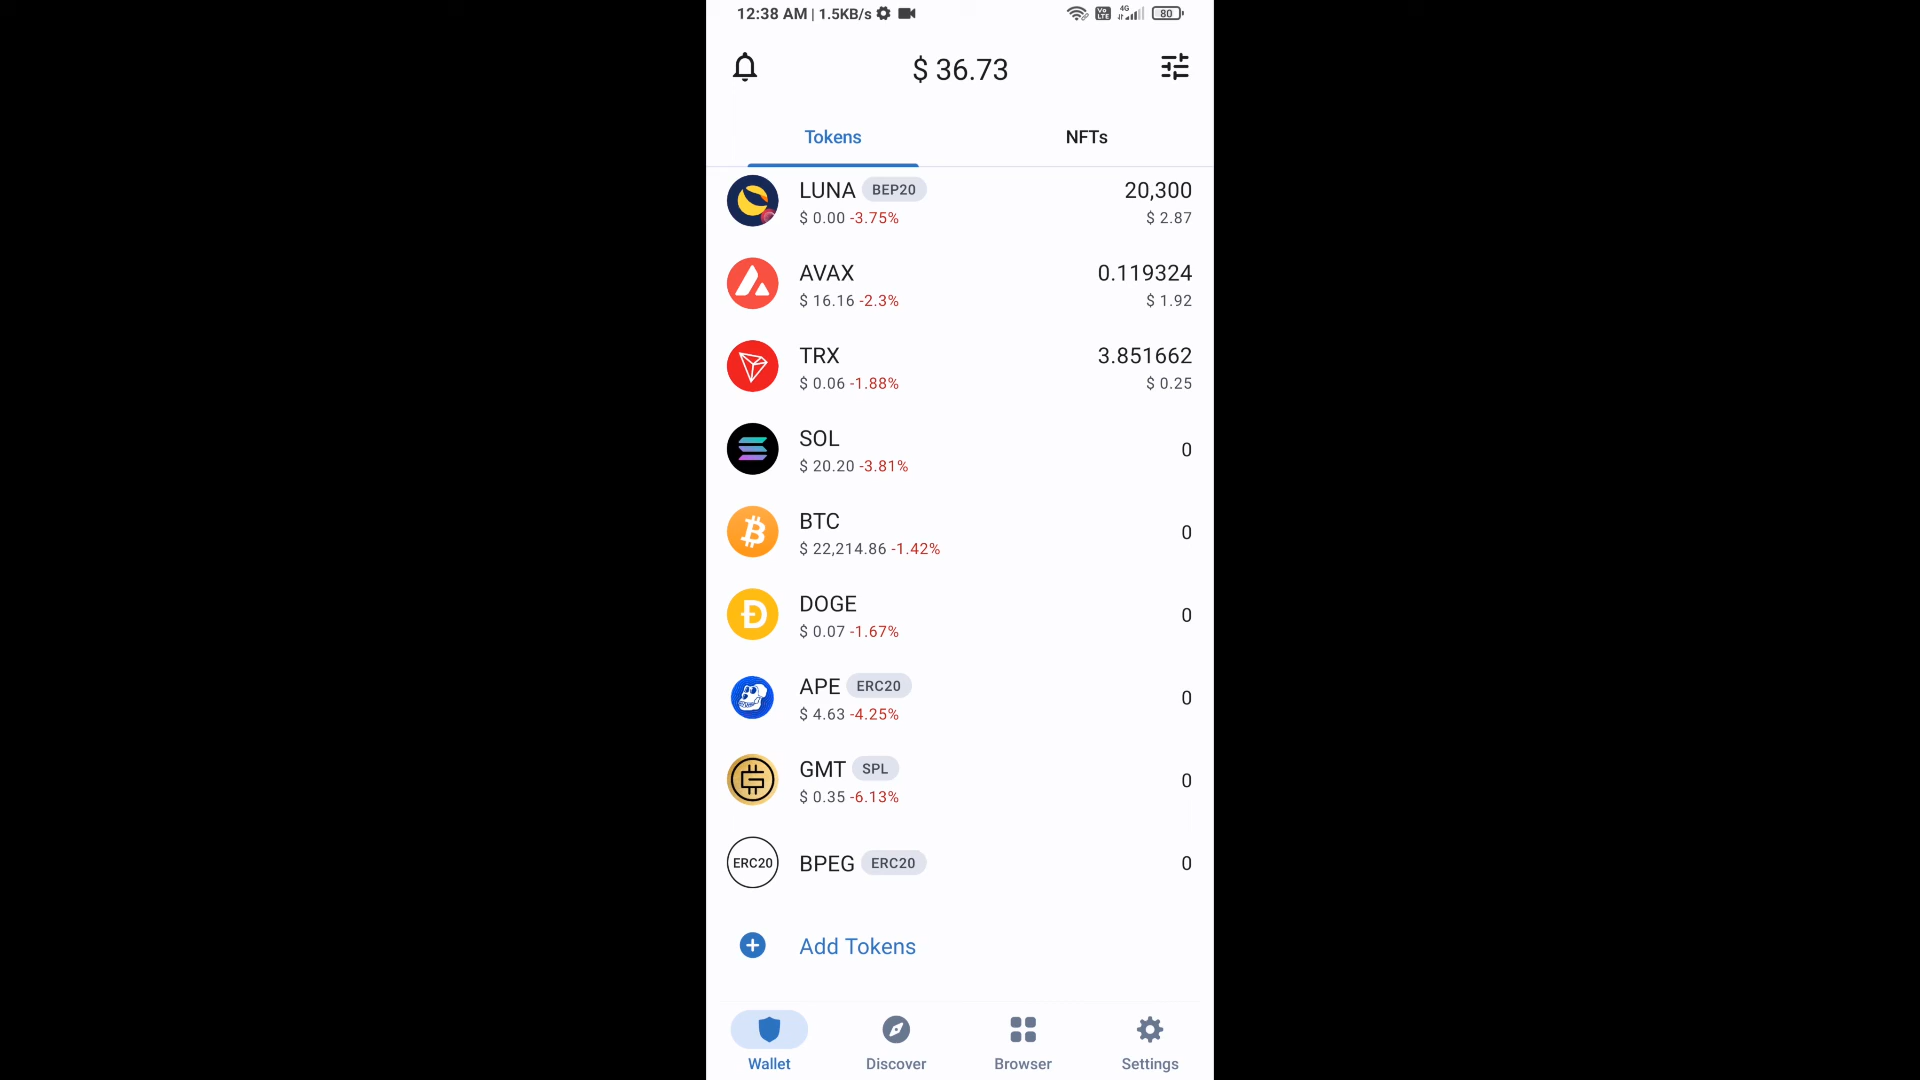 12:38 AM | 1.5KB/s
Vo LTE 4G 80
$ 36.73
Tokens NFTs
LUNA BEP20 20,300
$ 0.00 -3.75% $ 2.87
AVAX 0.119324
$ 16.16 -2.3% $ 1.92
TRX 3.851662
$ 0.06 -1.88% $ 0.25
SOL
$ 20.20 -3.81% 0
BTC
$ 22,214.86 -1.42% 0
DOGE
$ 0.07 -1.67% 0
APE ERC20
$ 4.63 -4.25% 0
GMT SPL
$ 0.35 -6.13% 0
ERC20 BPEG ERC20 0
Add Tokens
Wallet Discover Browser Settings